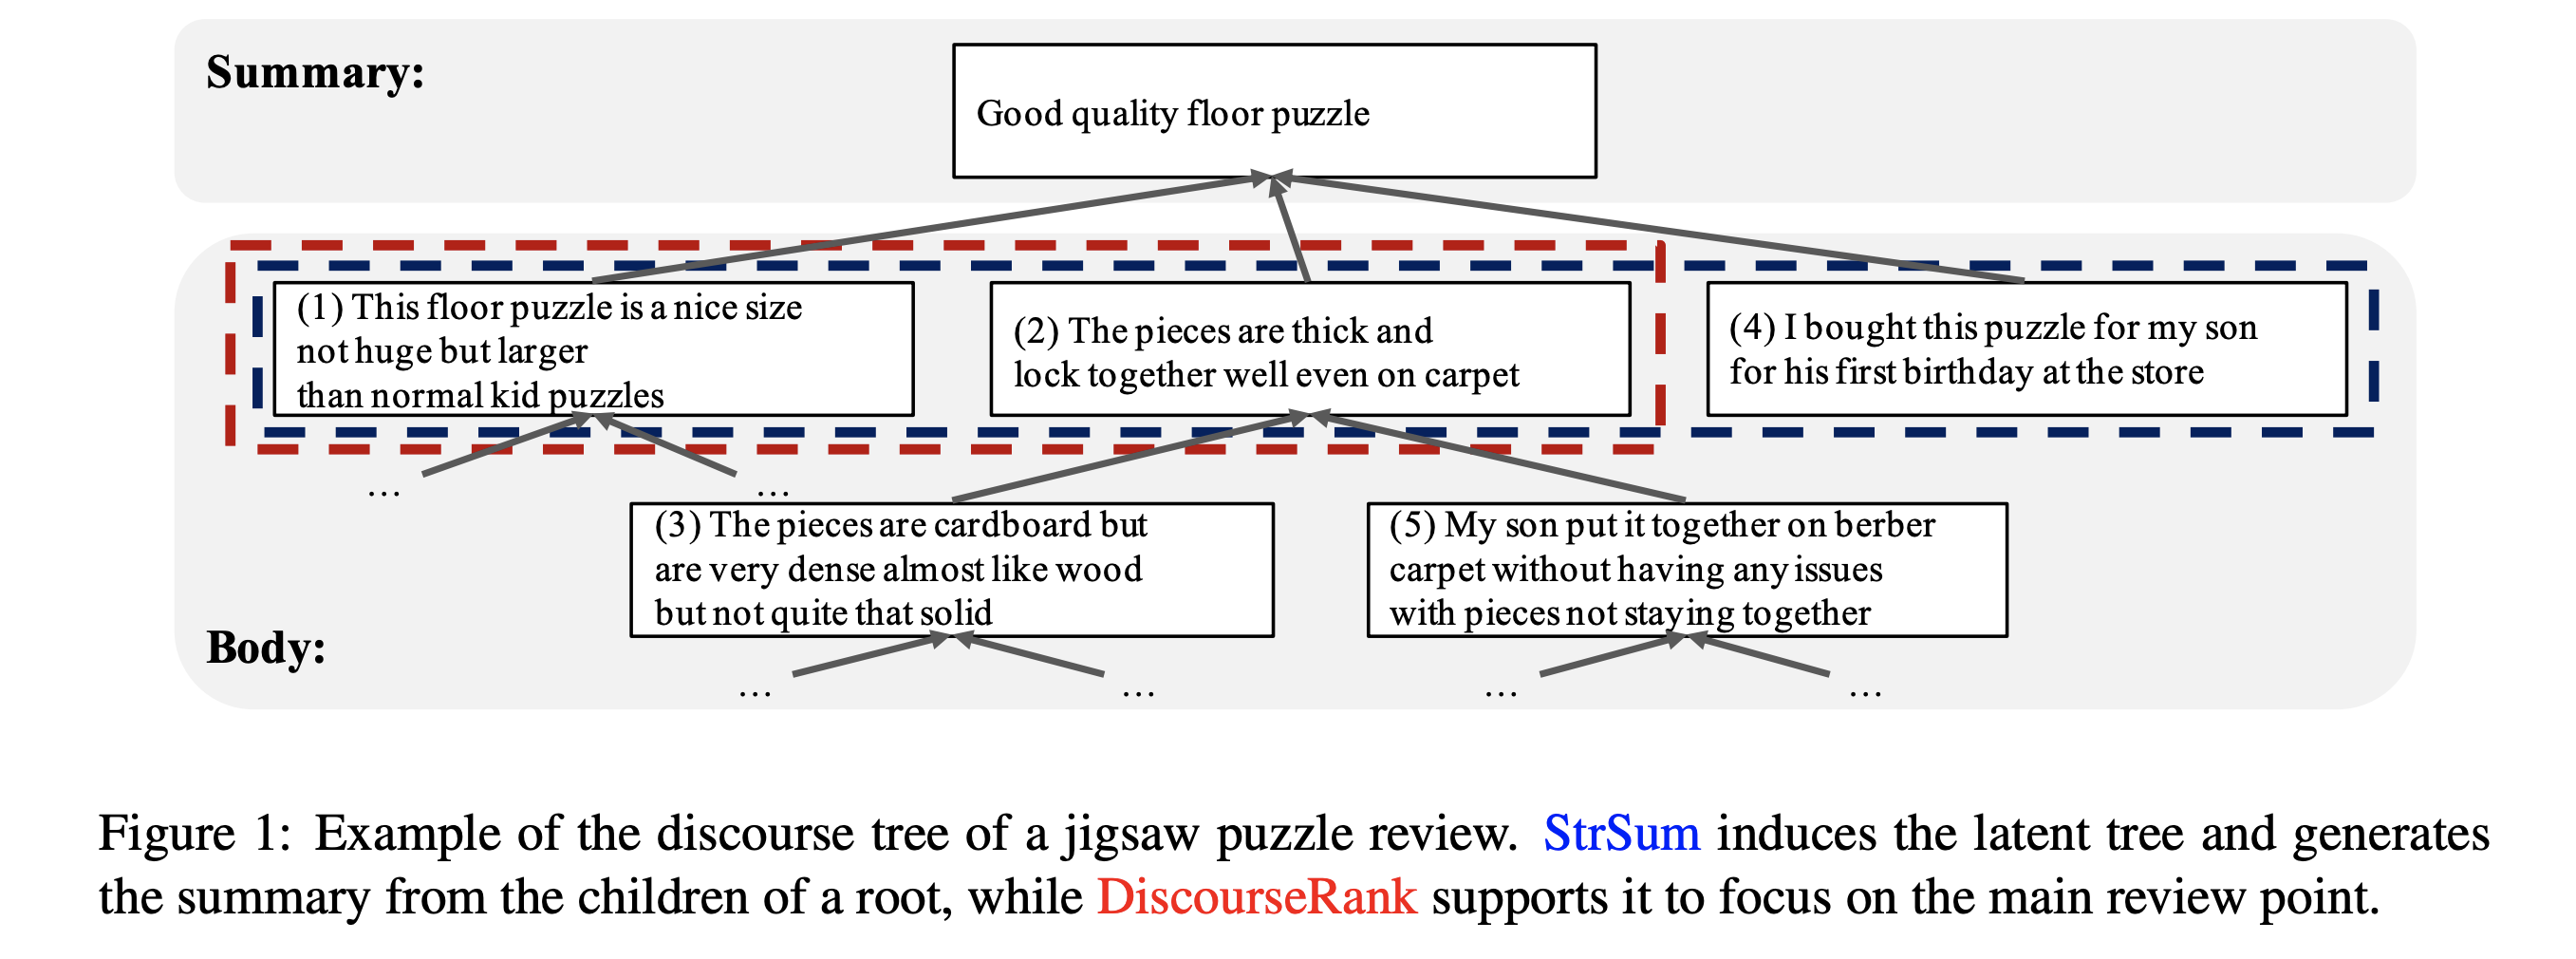 Summary:
Good quality floor puzzle
(1) This floor puzzle is a nice size
not huge but larger
than normal kid puzzles
(2) The pieces are thick and
lock together well even on carpet
(4) I bought this puzzle for my son
for his first birthday at the store
...
...
(3) The pieces are cardboard but
are very dense almost like wood
but not quite that solid
(5) My son put it together on berber
carpet without having any issues
with pieces not staying together
Body:
...
...
...
...
Figure 1: Example of the discourse tree of a jigsaw puzzle review. StrSum induces the latent tree and generates
the summary from the children of a root, while DiscourseRank supports it to focus on the main review point.